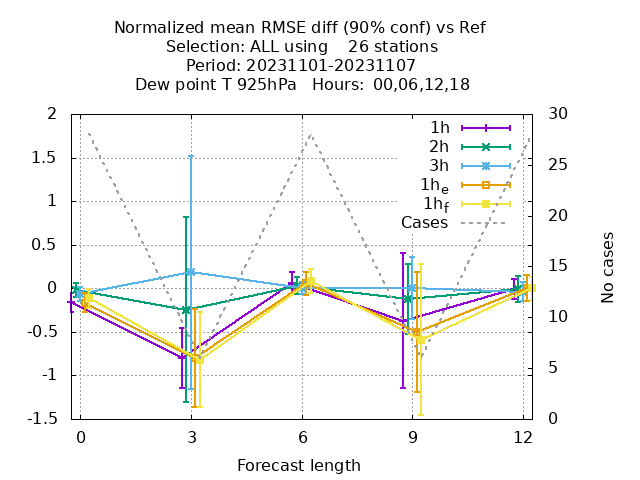 Normalized mean RMSE diff (90% conf) vs Ref
Selection: ALL using    26 stations
Period: 20231101-20231107
Dew point T 925hPa   Hours: 00,06,12,18
2
1.5
1
0.5
0
-0.5
-1
-1.5
30
25
20
15
10
5
0
No cases
1h
2h
3h
1h_e
1h_f
Cases
0
3
6
9
12
Forecast length